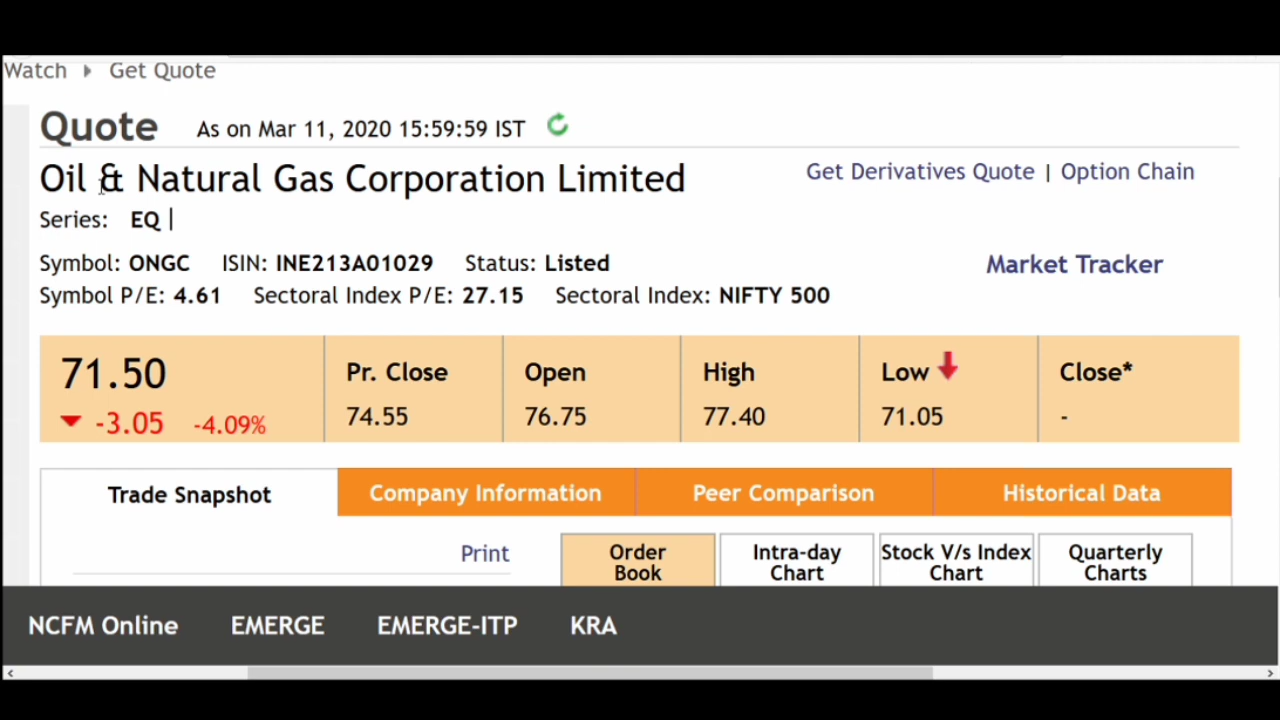 Watch Get Quote
Quote As on Mar 11, 2020 15:59:59 IST
Oil & Natural Gas Corporation Limited
Get Derivatives Quote | Option Chain
Series: EQ |
Symbol: ONGC ISIN: INE213A01029 Status: Listed
Market Tracker
Symbol P/E: 4.61 Sectoral Index P/E: 27.15 Sectoral Index: NIFTY 500
71.50 Pr. Close Open High Low Close*
-3.05 -4.09% 74.55 76.75 77.40 71.05 -
Trade Snapshot Company Information Peer Comparison Historical Data
Print
Order Book
Intra-day Chart
Stock V/s Index Chart
Quarterly Charts
NCFM Online EMERGE EMERGE-ITP KRA